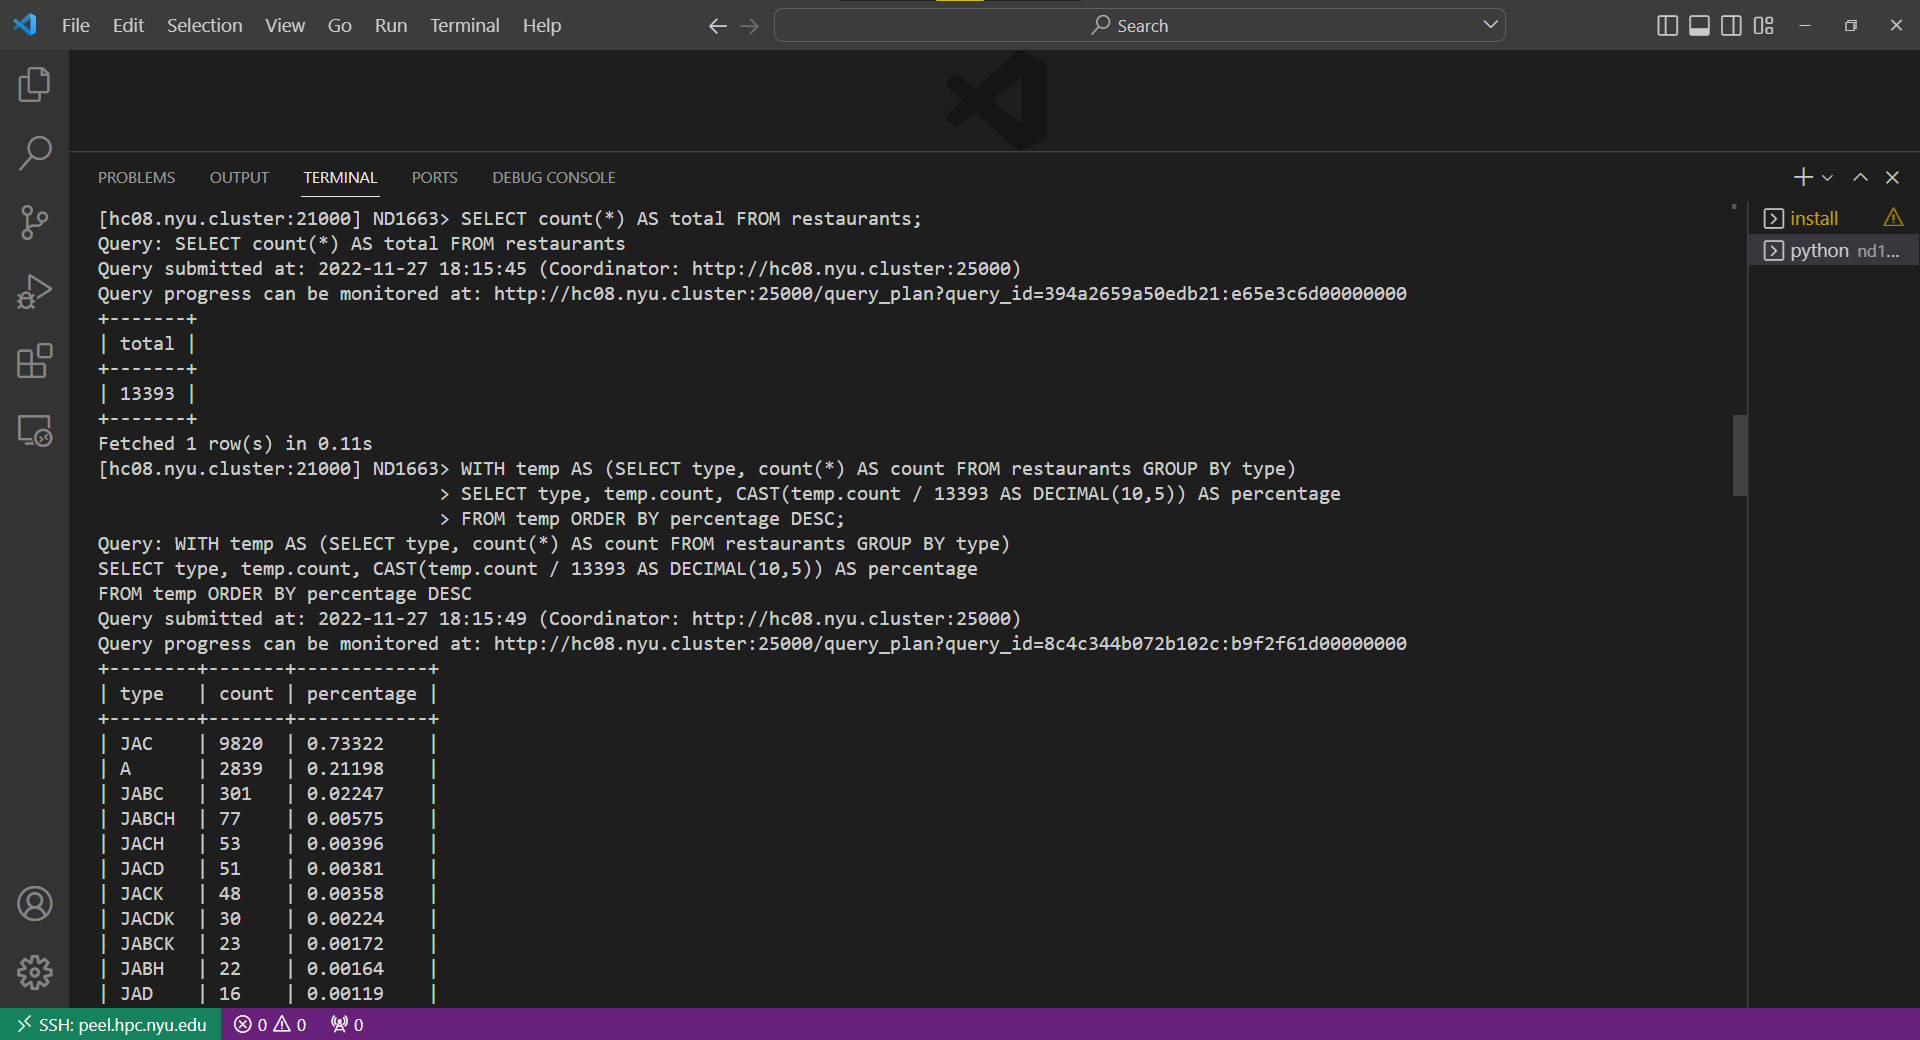 File Edit Selection View Go Run Terminal Help
Search
PROBLEMS OUTPUT TERMINAL PORTS DEBUG CONSOLE
[hc08.nyu.cluster:21000] ND1663> SELECT count(*) AS total FROM restaurants;
Query: SELECT count(*) AS total FROM restaurants
Query submitted at: 2022-11-27 18:15:45 (Coordinator: http://hc08.nyu.cluster:25000)
Query progress can be monitored at: http://hc08.nyu.cluster:25000/query_plan?query_id=394a2659a50edb21:e65e3c6d00000000
+-------+
| total |
+-------+
| 13393 |
+-------+
Fetched 1 row(s) in 0.11s
[hc08.nyu.cluster:21000] ND1663> WITH temp AS (SELECT type, count(*) AS count FROM restaurants GROUP BY type)
> SELECT type, temp.count, CAST(temp.count / 13393 AS DECIMAL(10,5)) AS percentage
> FROM temp ORDER BY percentage DESC;
Query: WITH temp AS (SELECT type, count(*) AS count FROM restaurants GROUP BY type)
SELECT type, temp.count, CAST(temp.count / 13393 AS DECIMAL(10,5)) AS percentage
FROM temp ORDER BY percentage DESC
Query submitted at: 2022-11-27 18:15:49 (Coordinator: http://hc08.nyu.cluster:25000)
Query progress can be monitored at: http://hc08.nyu.cluster:25000/query_plan?query_id=8c4c344b072b102c:b9f2f61d00000000
+--------+-------+------------+
| type   | count | percentage |
+--------+-------+------------+
| JAC    | 9820  | 0.73322    |
| A      | 2839  | 0.21198    |
| JABC   | 301   | 0.02247    |
| JABCH  | 77    | 0.00575    |
| JACH   | 53    | 0.00396    |
| JACD   | 51    | 0.00381    |
| JACK   | 48    | 0.00358    |
| JACDK  | 30    | 0.00224    |
| JABCK  | 23    | 0.00172    |
| JABH   | 22    | 0.00164    |
| JAD    | 16    | 0.00119    |
install
python nd1...
SSH: peel.hpc.nyu.edu 0 0 0